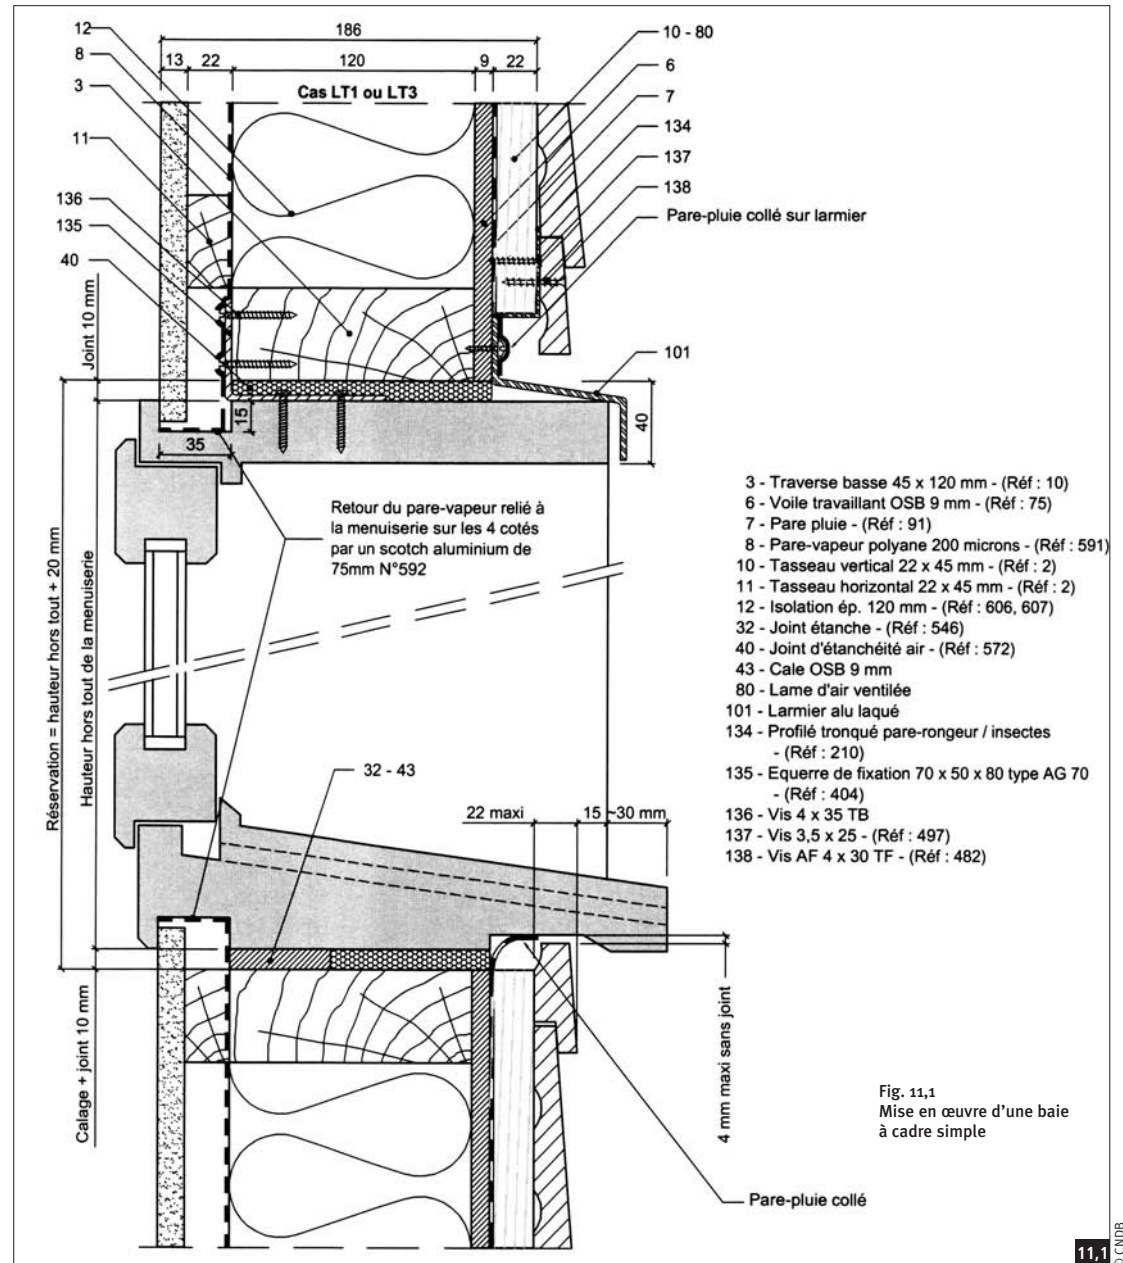 12
8
3
11
136
135
40
186
13
22
120
9
22
Cas LT1 ou LT3
10 - 80
6
7
134
137
138
Pare-pluie collé sur larmier
101
Joint 10 mm
15
35
40
Retour du pare-vapeur relié à
la menuiserie sur les 4 cotés
par un scotch aluminium de
75mm N°592
Réservation = hauteur hors tout + 20 mm
Hauteur hors tout de la menuiserie
3 - Traverse basse 45 x 120 mm - (Réf : 10)
6 - Voile travaillant OSB 9 mm - (Réf : 75)
7 - Pare pluie - (Réf : 91)
8 - Pare-vapeur polyane 200 microns - (Réf : 591)
10 - Tasseau vertical 22 x 45 mm - (Réf : 2)
11 - Tasseau horizontal 22 x 45 mm - (Réf : 2)
12 - Isolation ép. 120 mm - (Réf : 606, 607)
32 - Joint étanche - (Réf : 546)
40 - Joint d'étanchéité air - (Réf : 572)
43 - Cale OSB 9 mm
80 - Lame d'air ventilée
101 - Larmier alu laqué
134 - Profilé tronqué pare-rongeur / insectes
- (Réf : 210)
135 - Equerre de fixation 70 x 50 x 80 type AG 70
- (Réf : 404)
136 - Vis 4 x 35 TB
137 - Vis 3,5 x 25 - (Réf : 497)
138 - Vis AF 4 x 30 TF - (Réf : 482)
32 - 43
22 maxi
15
~30 mm
Calage + joint 10 mm
4 mm maxi sans joint
Pare-pluie collé
Fig. 11,1
Mise en œuvre d'une baie
à cadre simple
11,1
© CNDB